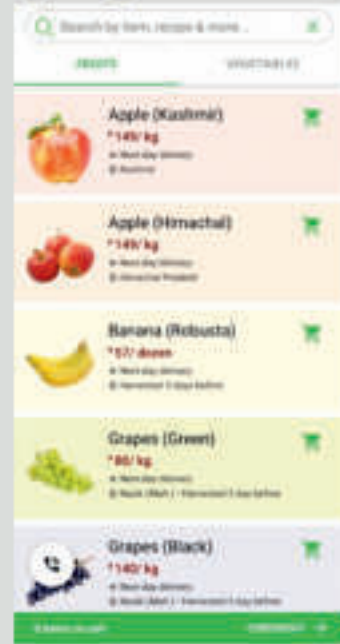 Search by item, recipe & more...
FRUITS
VEGETABLES
Apple (Kashmir)
₹149/ kg
Next day delivery
Kashmir
Apple (Himachal)
₹149/ kg
Next day delivery
Himachal Pradesh
Banana (Robusta)
₹57/ dozen
Next day delivery
Harvested 3 days before
Grapes (Green)
₹80/ kg
Next day delivery
Grapes (Black)
₹140/ kg
Next day delivery